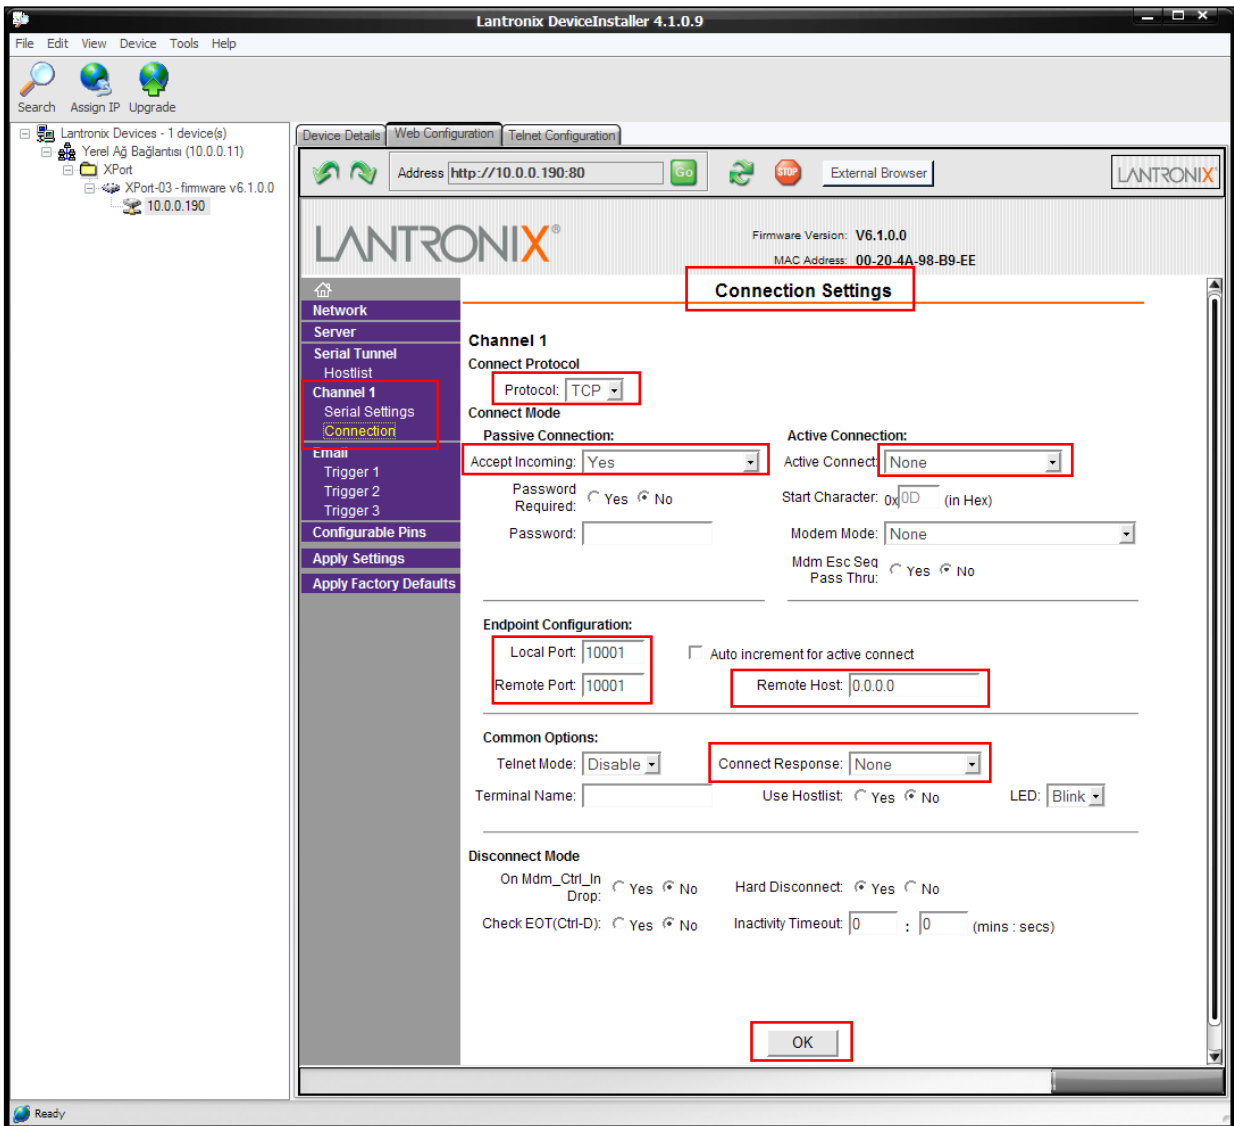 Lantronix DeviceInstaller 4.1.0.9
File Edit View Device Tools Help
Search Assign IP Upgrade
Lantronix Devices - 1 device(s)
Yerel Ağ Bağlantısı (10.0.0.11)
XPort
XPort-03 - firmware v6.1.0.0
10.0.0.190
Device Details Web Configuration Telnet Configuration
Address http://10.0.0.190:80 Go STOP External Browser LANTRONIX
LANTRONIX®
Firmware Version: V6.1.0.0
MAC Address: 00-20-4A-98-B9-EE
Network
Server
Serial Tunnel
Hostlist
Channel 1
Serial Settings
Connection
Email
Trigger 1
Trigger 2
Trigger 3
Configurable Pins
Apply Settings
Apply Factory Defaults
Connection Settings
Channel 1
Connect Protocol
Protocol: TCP
Connect Mode
Passive Connection: Active Connection:
Accept Incoming: Yes Active Connect: None
Password Required: Yes No Start Character: 0x 0D (in Hex)
Password: Modem Mode: None
Mdm Esc Seq Pass Thru: Yes No
Endpoint Configuration:
Local Port: 10001 Auto increment for active connect
Remote Port: 10001 Remote Host: 0.0.0.0
Common Options:
Telnet Mode: Disable Connect Response: None
Terminal Name: Use Hostlist: Yes No LED: Blink
Disconnect Mode
On Mdm_Ctrl_In Drop: Yes No Hard Disconnect: Yes No
Check EOT(Ctrl-D): Yes No Inactivity Timeout: 0 : 0 (mins : secs)
OK
Ready